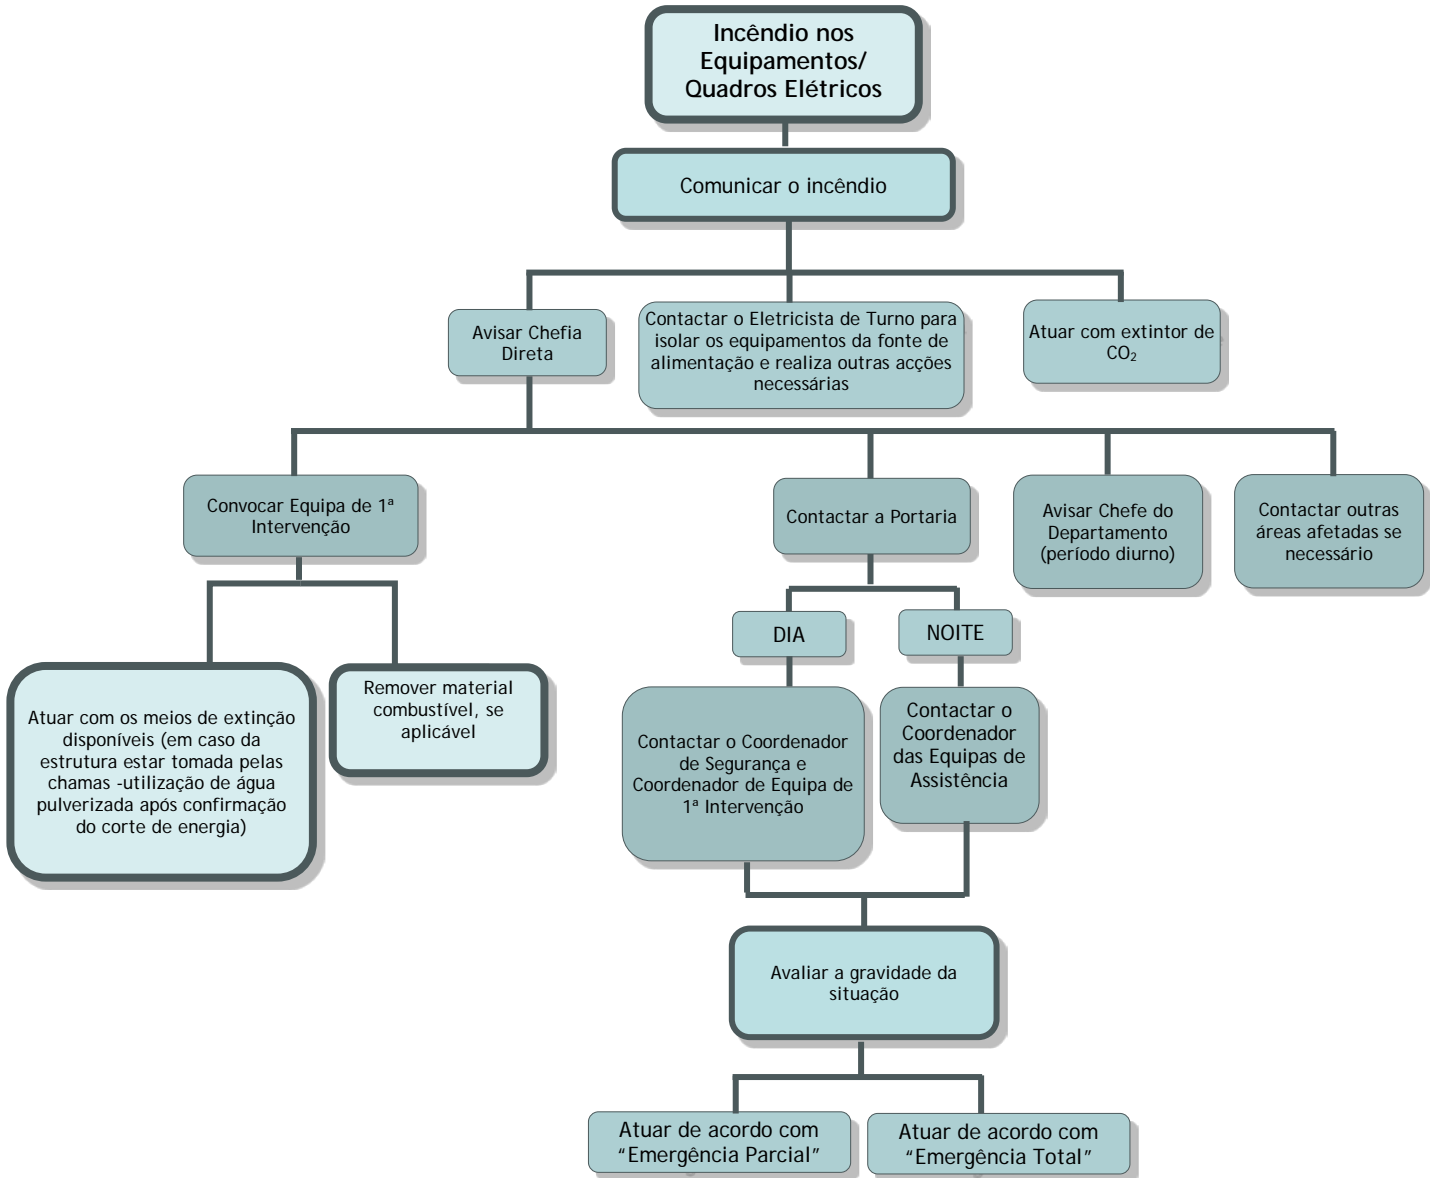 Incêndio nos
Equipamentos/
Quadros Elétricos
Comunicar o incêndio
Avisar Chefia
Direta
Contactar o Eletricista de Turno para
isolar os equipamentos da fonte de
alimentação e realiza outras acções
necessárias
Atuar com extintor de
CO₂
Convocar Equipa de 1ª
Intervenção
Contactar a Portaria
Avisar Chefe do
Departamento
(período diurno)
Contactar outras
áreas afetadas se
necessário
DIA
NOITE
Atuar com os meios de extinção
disponíveis (em caso da
estrutura estar tomada pelas
chamas -utilização de água
pulverizada após confirmação
do corte de energia)
Remover material
combustível, se
aplicável
Contactar o Coordenador
de Segurança e
Coordenador de Equipa de
1ª Intervenção
Contactar o
Coordenador
das Equipas de
Assistência
Avaliar a gravidade da
situação
Atuar de acordo com
“Emergência Parcial”
Atuar de acordo com
“Emergência Total”